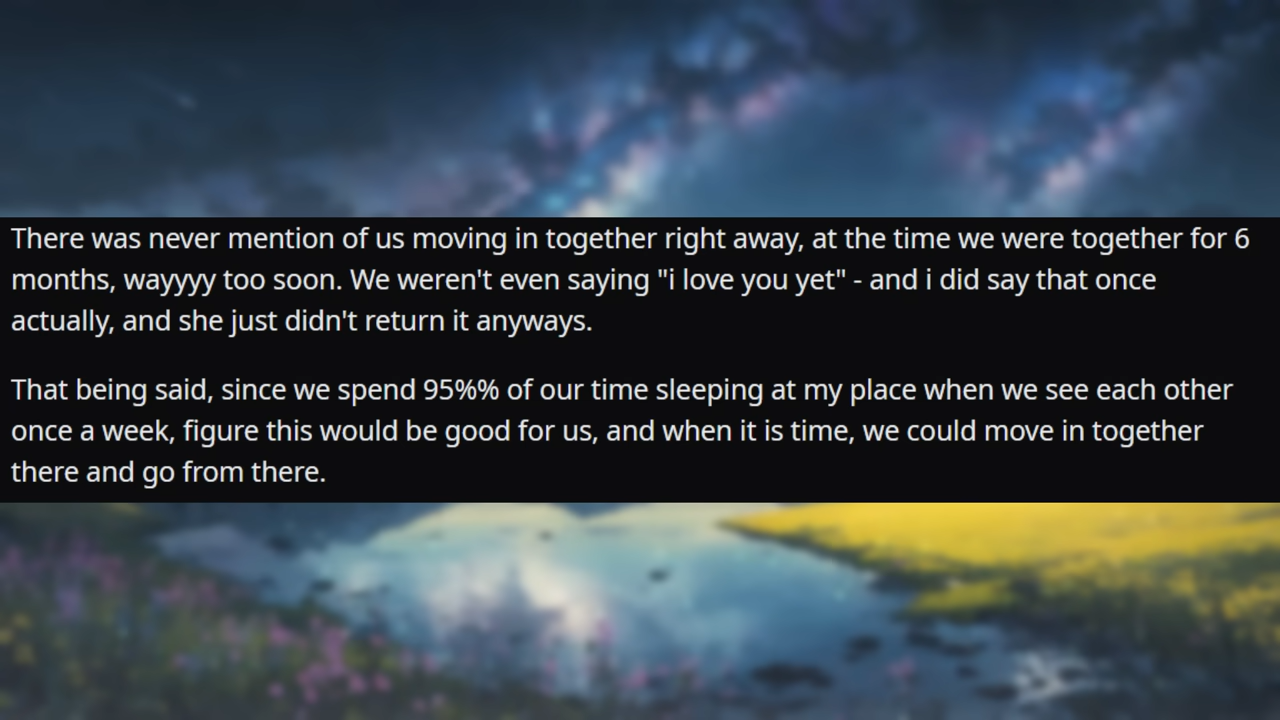 There was never mention of us moving in together right away, at the time we were together for 6
months, wayyyy too soon. We weren't even saying "i love you yet" - and i did say that once
actually, and she just didn't return it anyways.
That being said, since we spend 95%% of our time sleeping at my place when we see each other
once a week, figure this would be good for us, and when it is time, we could move in together
there and go from there.